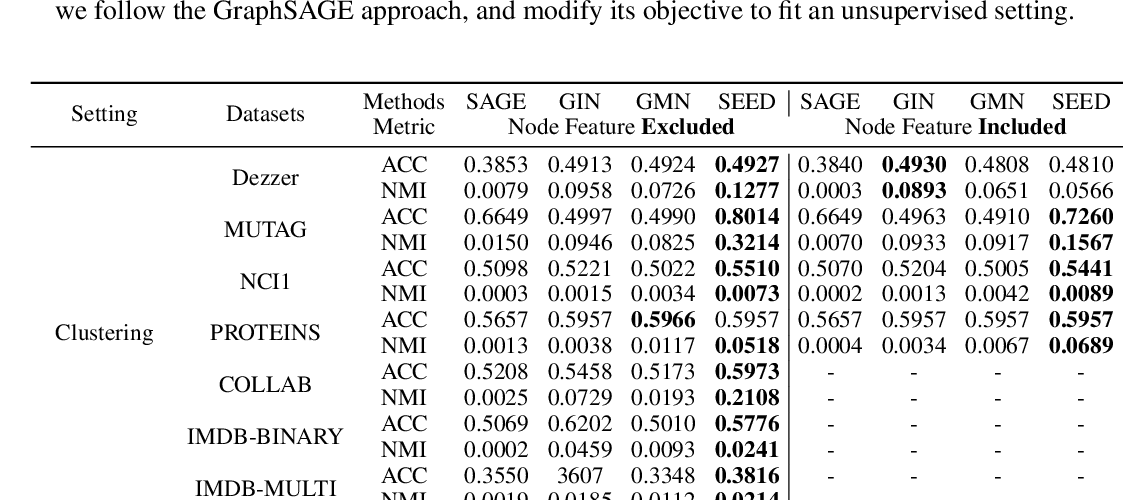 we follow the GraphSAGE approach, and modify its objective to fit an unsupervised setting.
Setting Datasets Methods SAGE GIN GMN SEED SAGE GIN GMN SEED
Metric Node Feature Excluded Node Feature Included
Clustering
Dezzer ACC 0.3853 0.4913 0.4924 0.4927 0.3840 0.4930 0.4808 0.4810
NMI 0.0079 0.0958 0.0726 0.1277 0.0003 0.0893 0.0651 0.0566
MUTAG ACC 0.6649 0.4997 0.4990 0.8014 0.6649 0.4963 0.4910 0.7260
NMI 0.0150 0.0946 0.0825 0.3214 0.0070 0.0933 0.0917 0.1567
NCI1 ACC 0.5098 0.5221 0.5022 0.5510 0.5070 0.5204 0.5005 0.5441
NMI 0.0003 0.0015 0.0034 0.0073 0.0002 0.0013 0.0042 0.0089
PROTEINS ACC 0.5657 0.5957 0.5966 0.5957 0.5657 0.5957 0.5957 0.5957
NMI 0.0013 0.0038 0.0117 0.0518 0.0004 0.0034 0.0067 0.0689
COLLAB ACC 0.5208 0.5458 0.5173 0.5973 - - - -
NMI 0.0025 0.0729 0.0193 0.2108 - - - -
IMDB-BINARY ACC 0.5069 0.6202 0.5010 0.5776 - - - -
NMI 0.0002 0.0459 0.0093 0.0241 - - - -
IMDB-MULTI ACC 0.3550 3607 0.3348 0.3816 - - - -
NMI 0.0019 0.0185 0.0112 0.0214